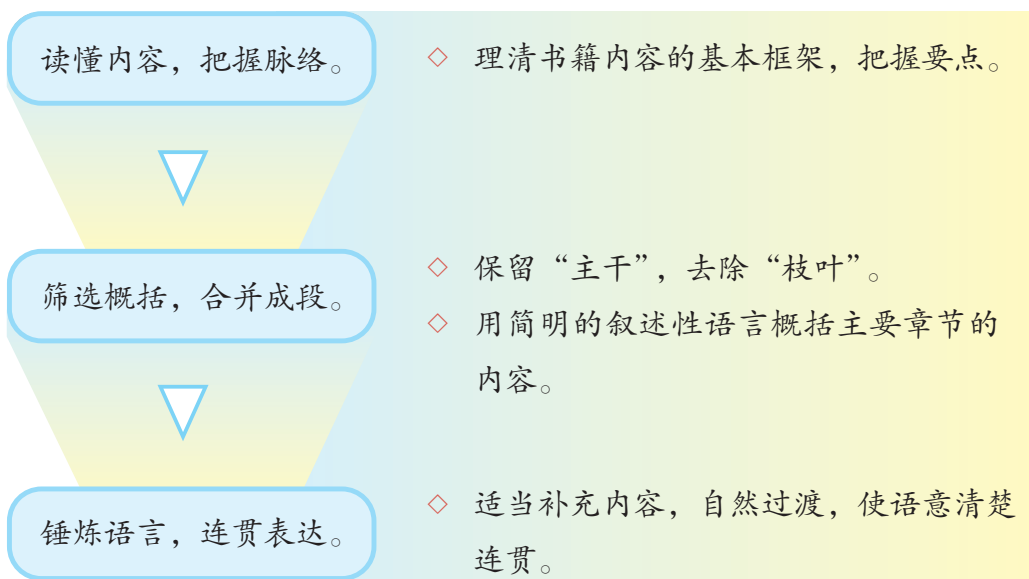 读懂内容，把握脉络。
◇ 理清书籍内容的基本框架，把握要点。
筛选概括，合并成段。
◇ 保留“主干”，去除“枝叶”。
◇ 用简明的叙述性语言概括主要章节的
内容。
锤炼语言，连贯表达。
◇ 适当补充内容，自然过渡，使语意清楚
连贯。